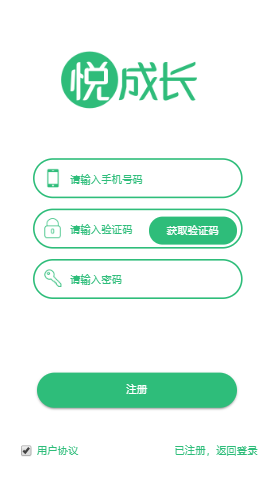 悦成长
请输入手机号码
请输入验证码 获取验证码
请输入密码
注册
用户协议 已注册，返回登录